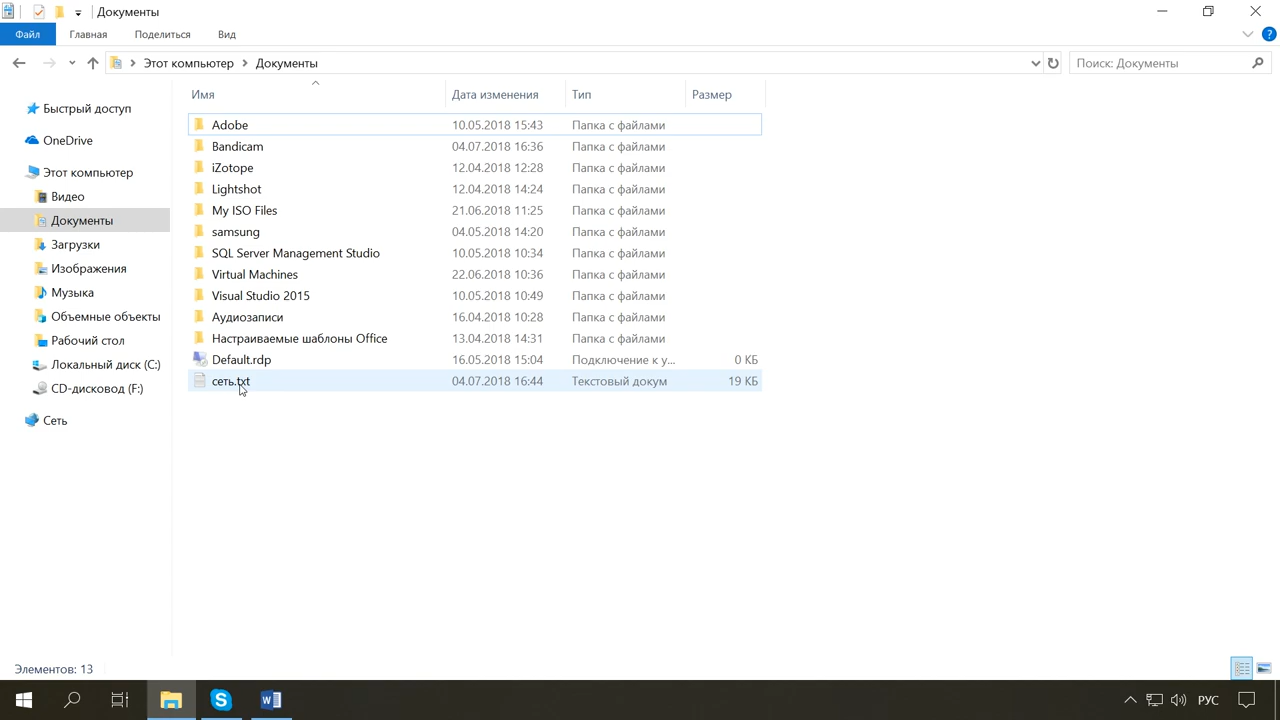 Документы
Файл Главная Поделиться Вид
Этот компьютер Документы Поиск: Документы
Имя Дата изменения Тип Размер
Быстрый доступ
OneDrive
Этот компьютер
Видео
Документы
Загрузки
Изображения
Музыка
Объемные объекты
Рабочий стол
Локальный диск (C:)
CD-дисковод (F:)
Сеть
Adobe 10.05.2018 15:43 Папка с файлами
Bandicam 04.07.2018 16:36 Папка с файлами
iZotope 12.04.2018 12:28 Папка с файлами
Lightshot 12.04.2018 14:24 Папка с файлами
My ISO Files 21.06.2018 11:25 Папка с файлами
samsung 04.05.2018 14:20 Папка с файлами
SQL Server Management Studio 10.05.2018 10:34 Папка с файлами
Virtual Machines 22.06.2018 10:36 Папка с файлами
Visual Studio 2015 10.05.2018 10:49 Папка с файлами
Аудиозаписи 16.04.2018 10:28 Папка с файлами
Настраиваемые шаблоны Office 13.04.2018 14:31 Папка с файлами
Default.rdp 16.05.2018 15:04 Подключение к у... 0 КБ
сеть.txt 04.07.2018 16:44 Текстовый докум 19 КБ
Элементов: 13
РУС